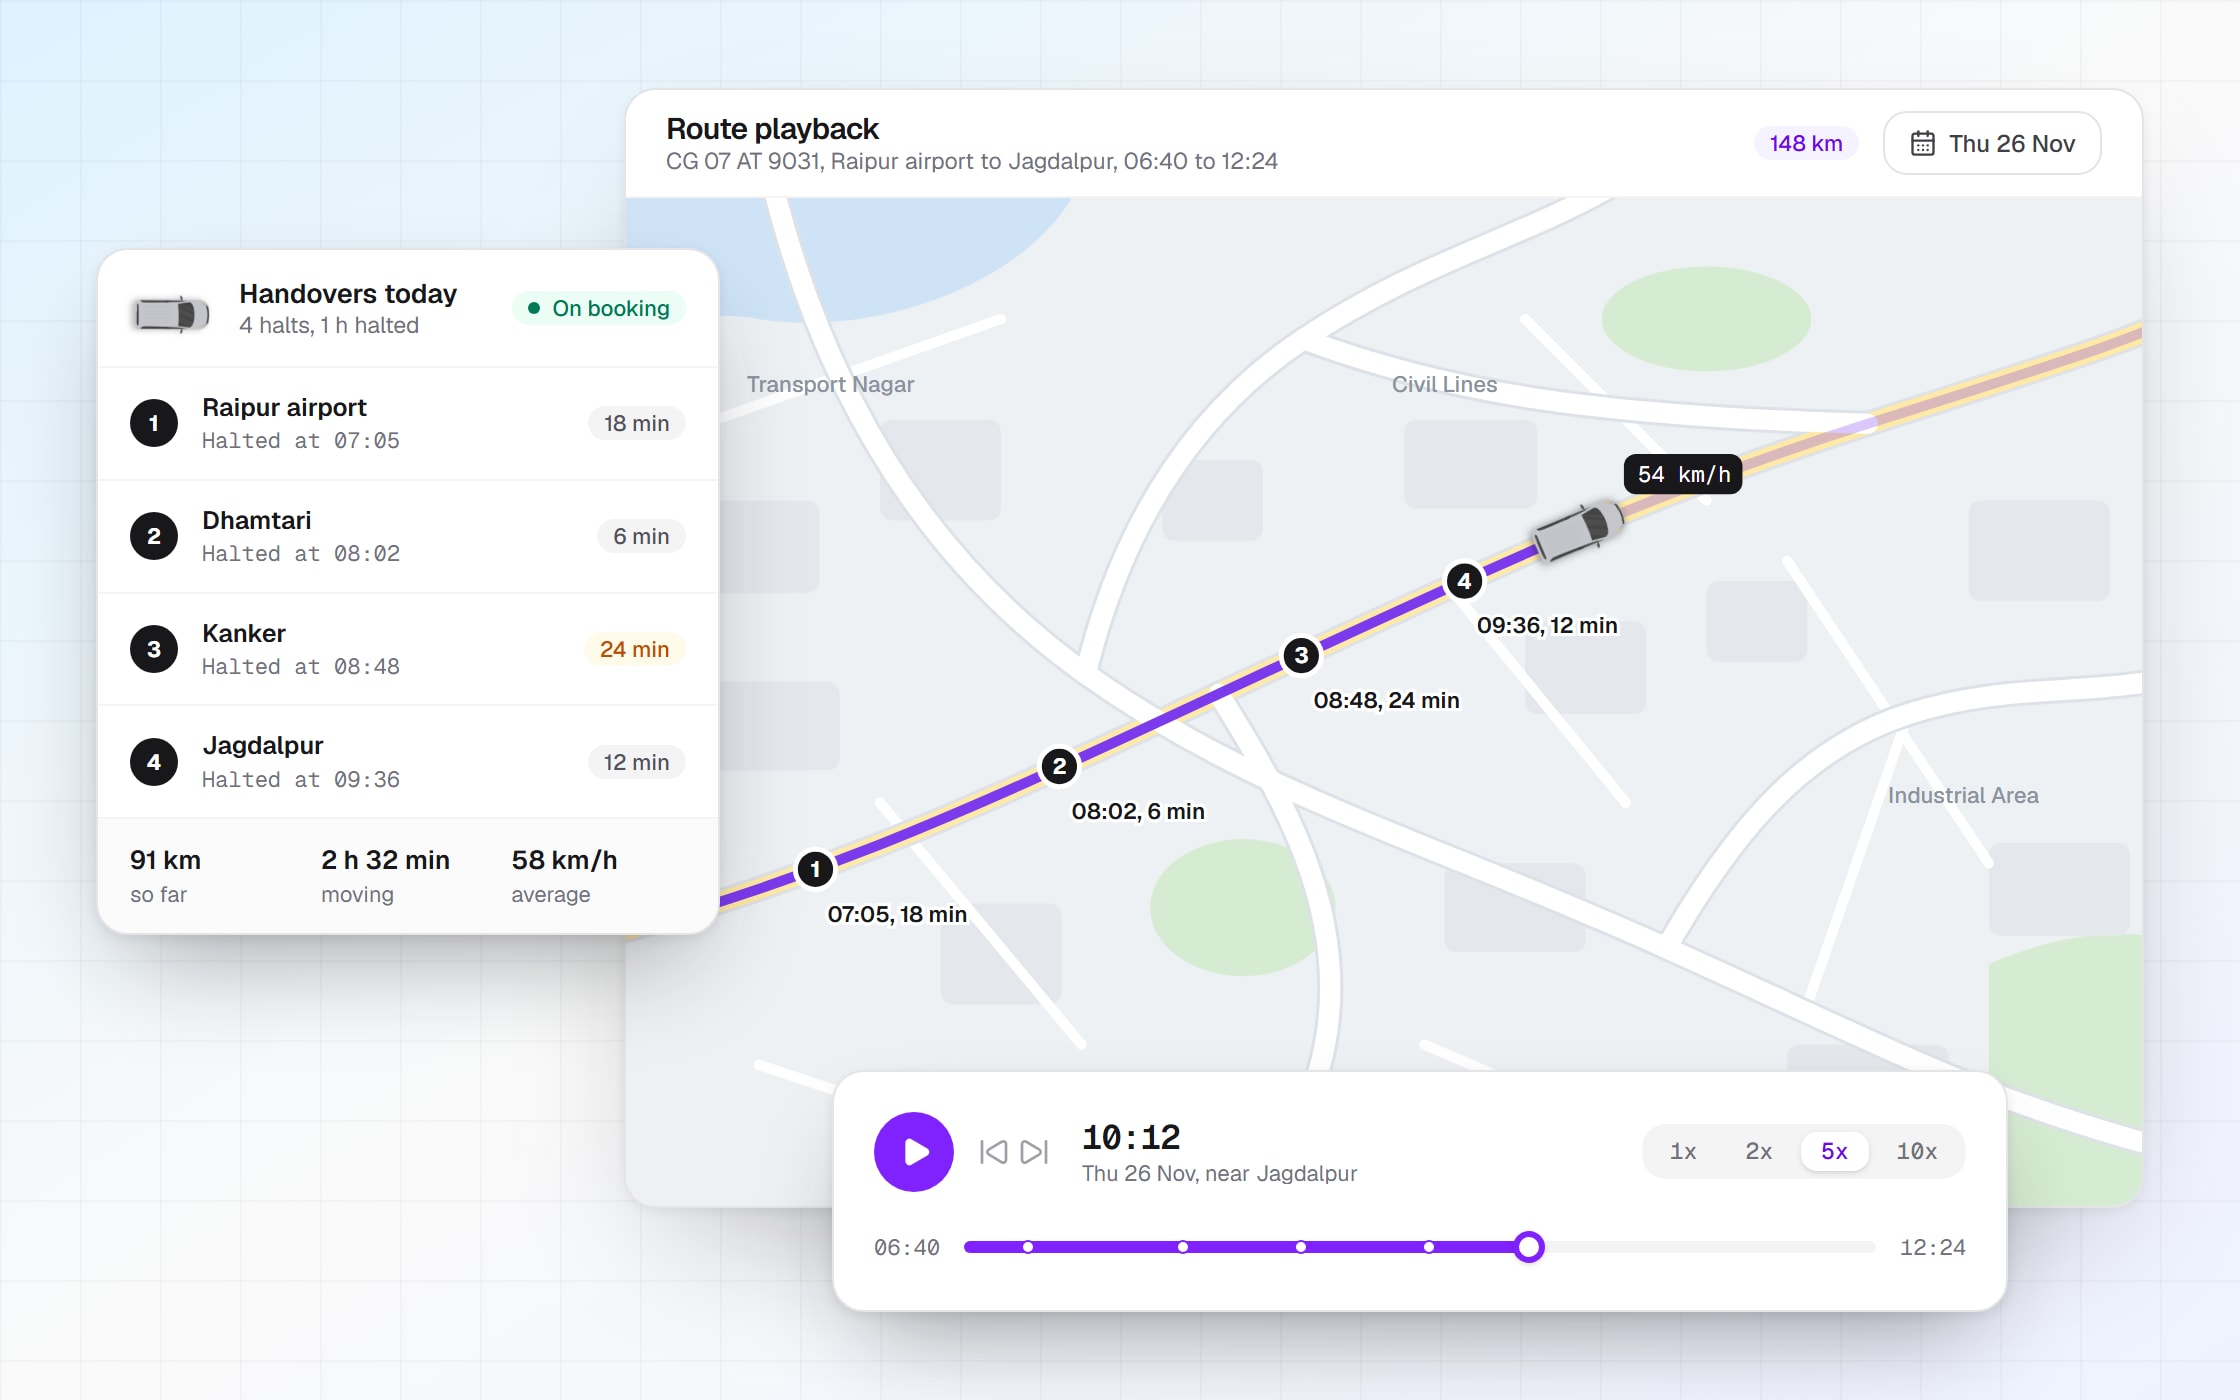 Route playback
CG 07 AT 9031, Raipur airport to Jagdalpur, 06:40 to 12:24
148 km
Thu 26 Nov
Handovers today
4 halts, 1 h halted
On booking
1
Raipur airport
Halted at 07:05
18 min
2
Dhamtari
Halted at 08:02
6 min
3
Kanker
Halted at 08:48
24 min
4
Jagdalpur
Halted at 09:36
12 min
91 km
so far
2 h 32 min
moving
58 km/h
average
Transport Nagar
Civil Lines
54 km/h
4
09:36, 12 min
3
08:48, 24 min
2
08:02, 6 min
Industrial Area
1
07:05, 18 min
10:12
Thu 26 Nov, near Jagdalpur
1x
2x
5x
10x
06:40
12:24